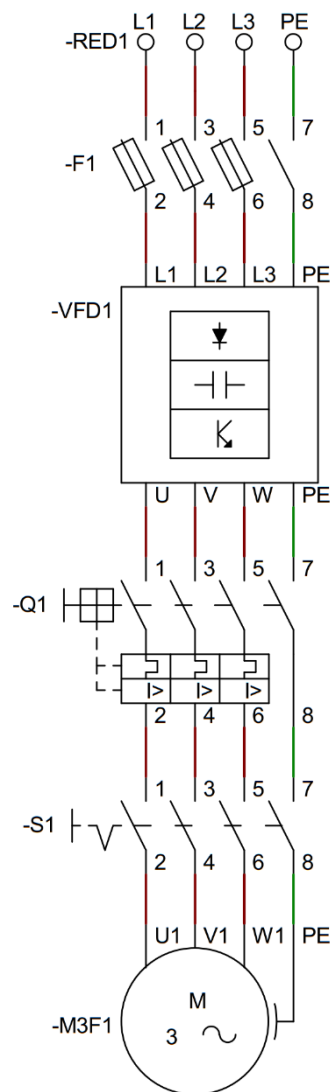 L1 L2 L3 PE
-RED1
1 3 5 7
-F1
2 4 6 8
L1 L2 L3 PE
-VFD1
U V W PE
1 3 5 7
-Q1
I> I> I>
2 4 6 8
1 3 5 7
-S1
2 4 6 8
U1 V1 W1 PE
M
-M3F1
3